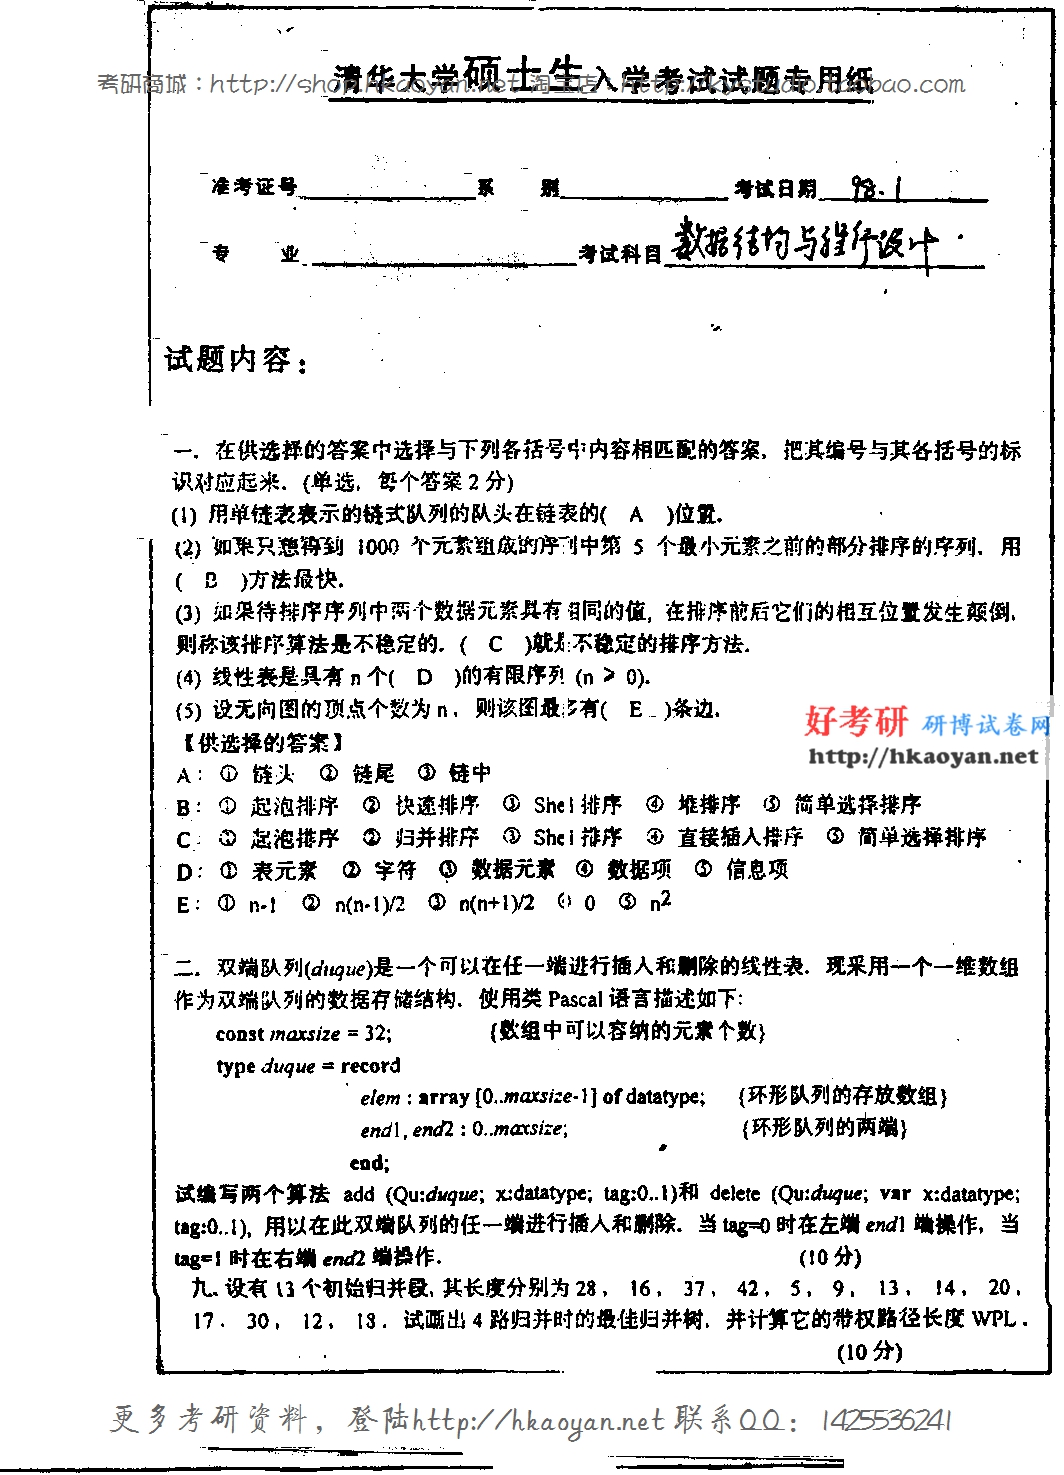 清华大学硕士生入学考试试题专用纸
考研商城：http://shop.hkaoyan.net 淘宝店：http://hkystudio.taobao.com
准考证号 系 别 考试日期 98.1
专 业 考试科目 数据结构与程序设计
试题内容：
一. 在供选择的答案中选择与下列各括号中内容相匹配的答案, 把其编号与其各括号的标
识对应起来. (单选, 每个答案2分)
(1) 用单链表表示的链式队列的队头在链表的( A )位置.
(2) 如果只想得到 1000 个元素组成的序列中第 5 个最小元素之前的部分排序的序列, 用
( B )方法最快.
(3) 如果待排序序列中两个数据元素具有相同的值, 在排序前后它们的相互位置发生颠倒,
则称该排序算法是不稳定的. ( C )就是不稳定的排序方法.
(4) 线性表是具有 n 个( D )的有限序列 (n ≥ 0).
(5) 设无向图的顶点个数为 n, 则该图最多有( E )条边.
好考研 研博试卷网
http://hkaoyan.net
【供选择的答案】
A: ① 链头 ② 链尾 ③ 链中
B: ① 起泡排序 ② 快速排序 ③ Shell 排序 ④ 堆排序 ⑤ 简单选择排序
C: ① 起泡排序 ② 归并排序 ③ Shell 排序 ④ 直接插入排序 ⑤ 简单选择排序
D: ① 表元素 ② 字符 ③ 数据元素 ④ 数据项 ⑤ 信息项
E: ① n-1 ② n(n-1)/2 ③ n(n+1)/2 ④ 0 ⑤ n²
二. 双端队列(duque)是一个可以在任一端进行插入和删除的线性表. 现采用一个一维数组
作为双端队列的数据存储结构. 使用类 Pascal 语言描述如下:
const maxsize = 32; {数组中可以容纳的元素个数}
type duque = record
elem : array [0..maxsize-1] of datatype; {环形队列的存放数组}
end1, end2 : 0..maxsize; {环形队列的两端}
end;
试编写两个算法 add (Qu:duque; x:datatype; tag:0..1)和 delete (Qu:duque; var x:datatype;
tag:0..1), 用以在此双端队列的任一端进行插入和删除. 当 tag=0 时在左端 end1 端操作, 当
tag=1 时在右端 end2 端操作. (10 分)
九. 设有 13 个初始归并段, 其长度分别为 28, 16, 37, 42, 5, 9, 13, 14, 20,
17, 30, 12, 18. 试画出 4 路归并时的最佳归并树, 并计算它的带权路径长度 WPL.
(10 分)
更多考研资料，登陆http://hkaoyan.net 联系QQ：1425536241